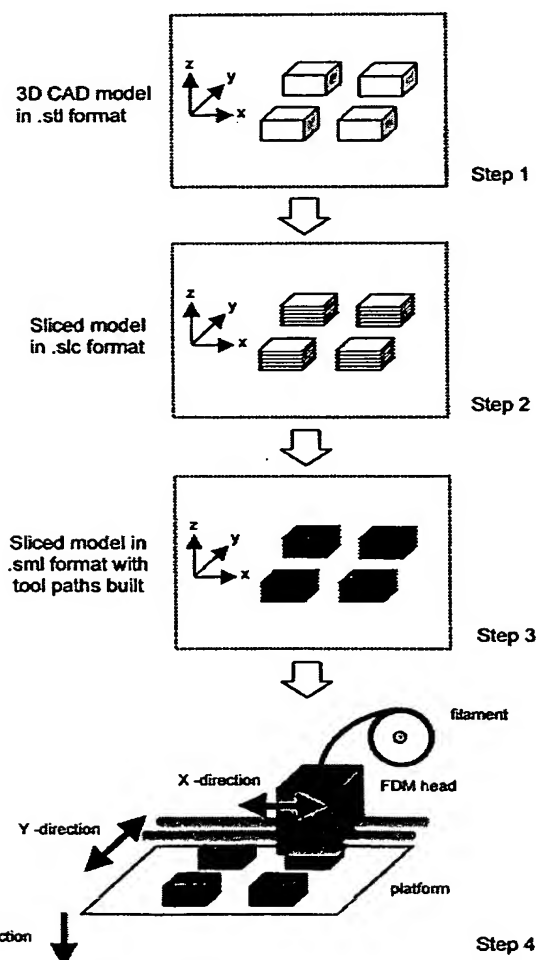 z
y
3D CAD model
in .stl format
x
Step 1
z
y
Sliced model
in .slc format
x
Step 2
z
y
Sliced model in
.sml format with
tool paths built
x
Step 3
filament
X -direction
FDM head
Y -direction
platform
Step 4